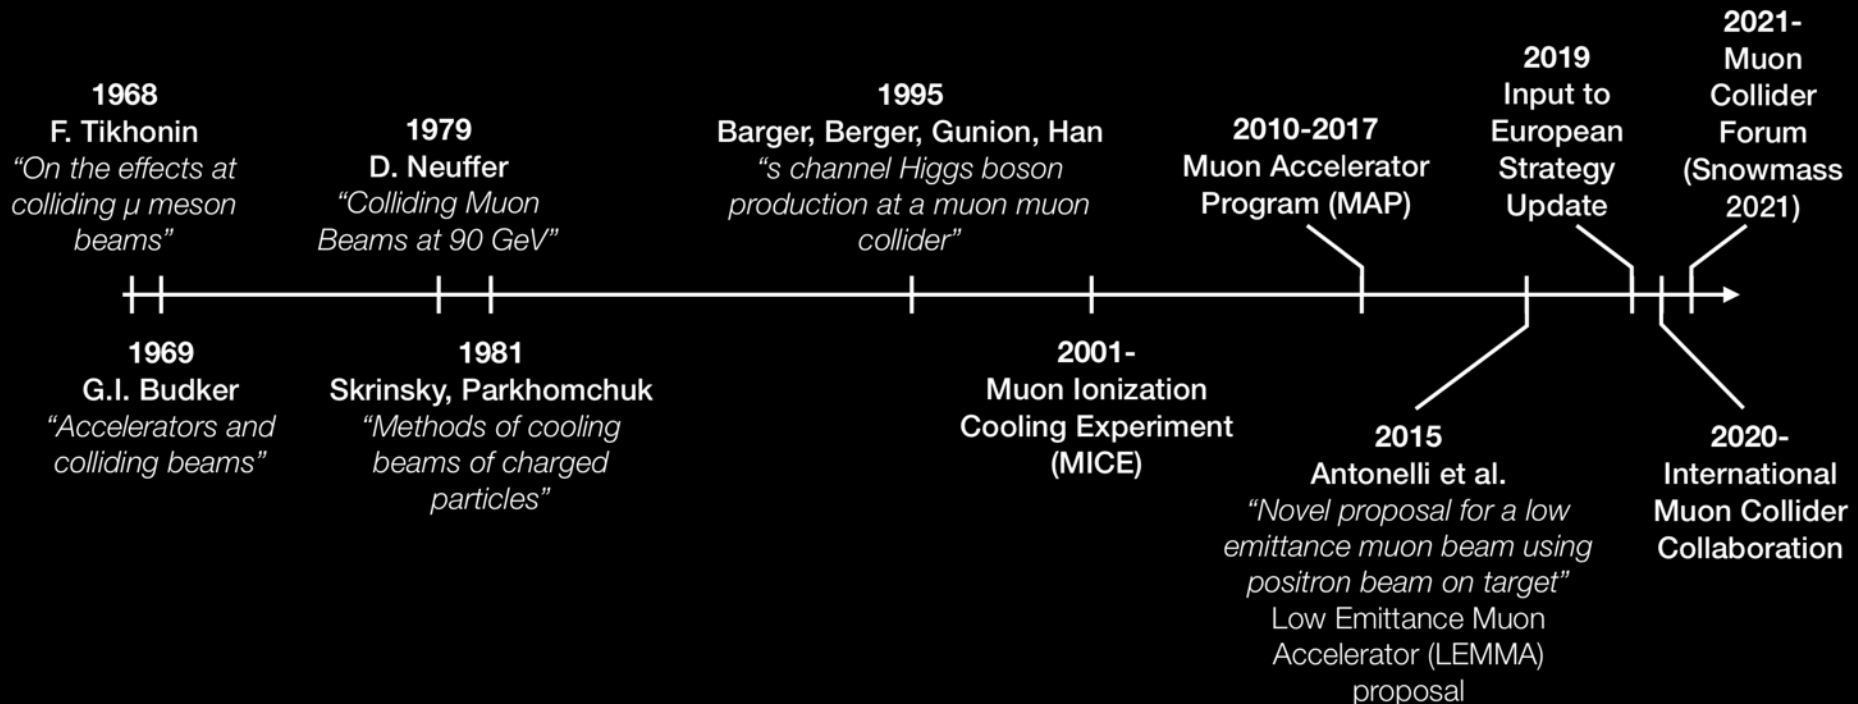 1968
F. Tikhonin
“On the effects at
colliding μ meson
beams”
1979
D. Neuffer
“Colliding Muon
Beams at 90 GeV”
1995
Barger, Berger, Gunion, Han
“s channel Higgs boson
production at a muon muon
collider”
2010-2017
Muon Accelerator
Program (MAP)
2019
Input to
European
Strategy
Update
2021-
Muon
Collider
Forum
(Snowmass
2021)
1969
G.I. Budker
“Accelerators and
colliding beams”
1981
Skrinsky, Parkhomchuk
“Methods of cooling
beams of charged
particles”
2001-
Muon Ionization
Cooling Experiment
(MICE)
2015
Antonelli et al.
“Novel proposal for a low
emittance muon beam using
positron beam on target”
Low Emittance Muon
Accelerator (LEMMA)
proposal
2020-
International
Muon Collider
Collaboration